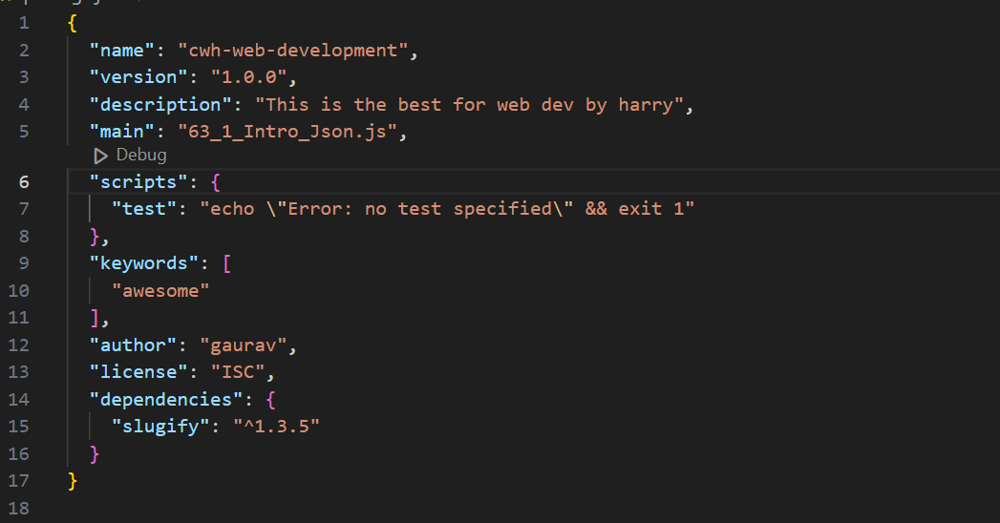 1 {
2 "name": "cwh-web-development",
3 "version": "1.0.0",
4 "description": "This is the best for web dev by harry",
5 "main": "63_1_Intro_Json.js",
Debug
6 "scripts": {
7 "test": "echo \"Error: no test specified\" && exit 1"
8 },
9 "keywords": [
10 "awesome"
11 ],
12 "author": "gaurav",
13 "license": "ISC",
14 "dependencies": {
15 "slugify": "^1.3.5"
16 }
17 }
18